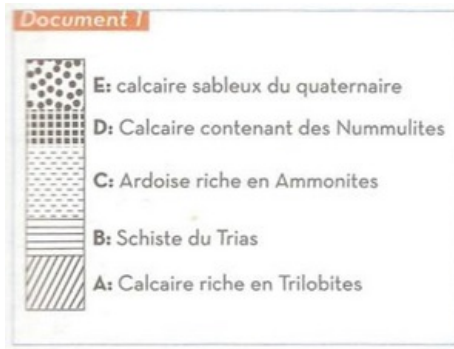 Document 1
E: calcaire sableux du quaternaire
D: Calcaire contenant des Nummulites
C: Ardoise riche en Ammonites
B: Schiste du Trias
A: Calcaire riche en Trilobites